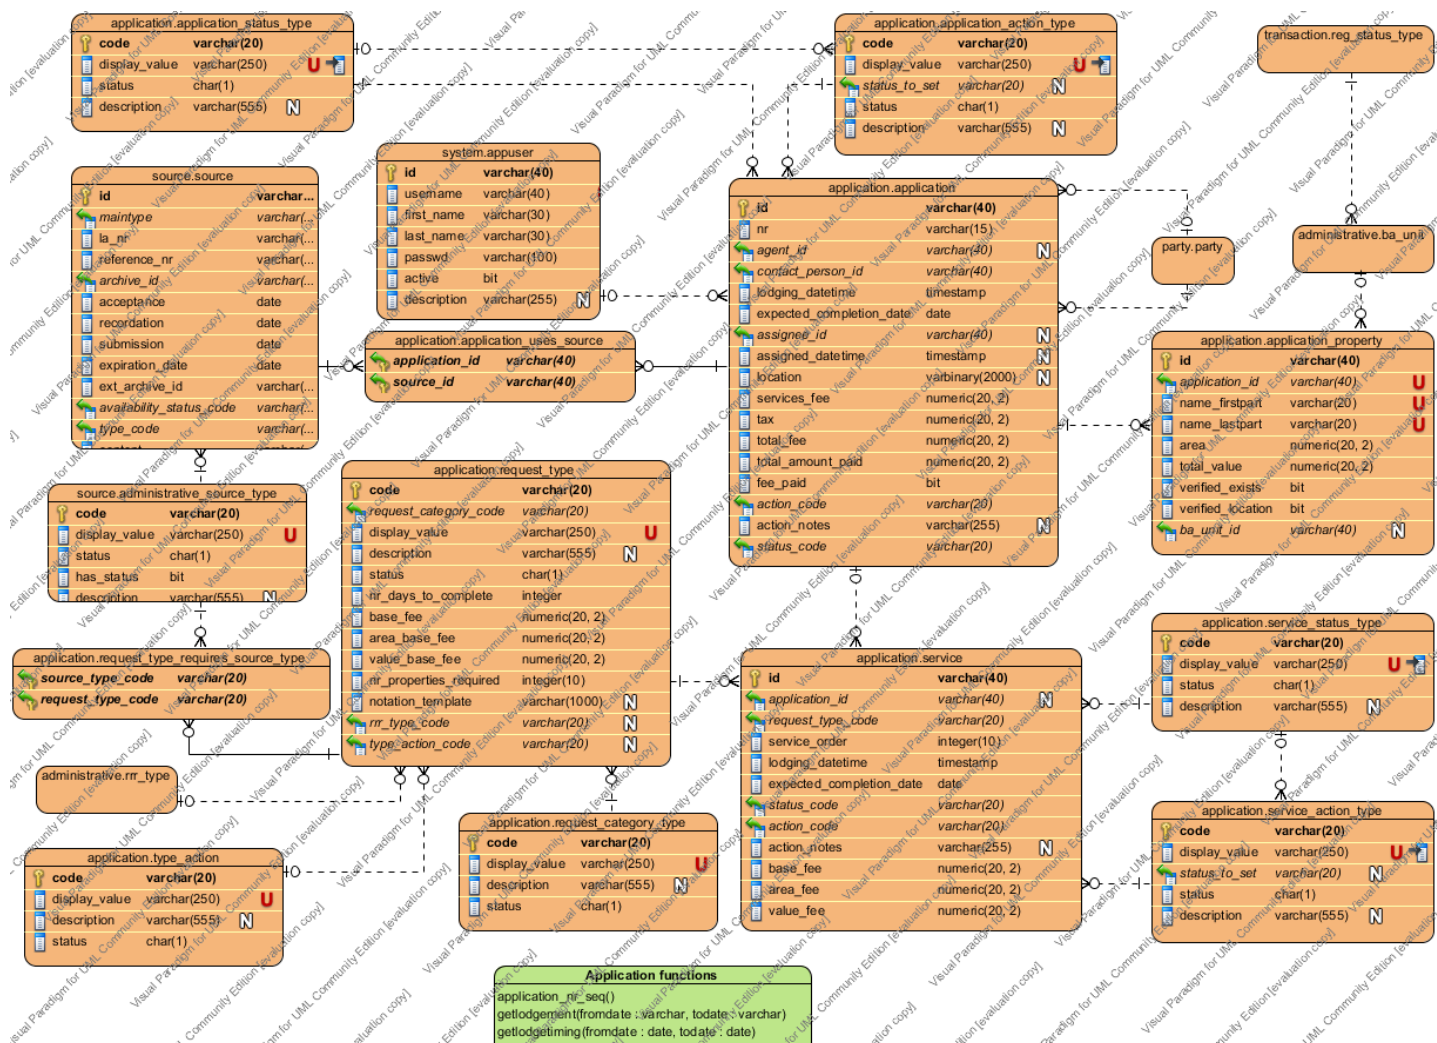 application.application_status_type
code varchar(20)
display_value varchar(250) U
status char(1)
description varchar(555) N
application.application_action_type
code varchar(20)
display_value varchar(250) U
status_to_set varchar(20) N
status char(1)
description varchar(555) N
transaction.reg_status_type
source.source
id varchar...
maintype varchar(...
la_nr varchar(...
reference_nr varchar(...
archive_id varchar(...
acceptance date
recordation date
submission date
expiration_date date
ext_archive_id varchar(...
availability_status_code varchar(...
type_code varchar(...
system.appuser
id varchar(40)
username varchar(40)
first_name varchar(30)
last_name varchar(30)
passwd varchar(100)
active bit
description varchar(255) N
application.application
id varchar(40)
nr varchar(15)
agent_id varchar(40) N
contact_person_id varchar(40)
lodging_datetime timestamp
expected_completion_date date
assigned_id varchar(40) N
assigned_datetime timestamp N
location varbinary(2000) N
services_fee numeric(20, 2)
tax numeric(20, 2)
total_fee numeric(20, 2)
total_amount_paid numeric(20, 2)
fee_paid bit
action_code varchar(20)
action_notes varchar(255) N
status_code varchar(20)
party.party
administrative.ba_unit
application.application_uses_source
application_id varchar(40)
source_id varchar(40)
application.application_property
id varchar(40)
application_id varchar(40) U
name_firstpart varchar(20) U
name_lastpart varchar(20) U
area numeric(20, 2)
total_value numeric(20, 2)
verified_exists bit
verified_location bit
ba_unit_id varchar(40) N
source.administrative_source_type
code varchar(20)
display_value varchar(250) U
status char(1)
has_status bit
description varchar(555) N
application.request_type
code varchar(20)
request_category_code varchar(20)
display_value varchar(250) U
description varchar(555) N
status char(1)
nr_days_to_complete integer
base_fee numeric(20, 2)
area_base_fee numeric(20, 2)
value_base_fee numeric(20, 2)
nr_properties_required integer(10)
notation_template varchar(1000) N
rrr_type_code varchar(20) N
type_action_code varchar(20) N
application.request_type_requires_source_type
source_type_code varchar(20)
request_type_code varchar(20)
application.service
id varchar(40)
application_id varchar(40) N
request_type_code varchar(20)
service_order integer(10)
lodging_datetime timestamp
expected_completion_date date
status_code varchar(20)
action_code varchar(20)
action_notes varchar(255) N
base_fee numeric(20, 2)
area_fee numeric(20, 2)
value_fee numeric(20, 2)
application.service_status_type
code varchar(20)
display_value varchar(250) U
status char(1)
description varchar(555) N
administrative.rrr_type
application.type_action
code varchar(20)
display_value varchar(250) U
description varchar(555) N
status char(1)
application.request_category_type
code varchar(20)
display_value varchar(250) U
description varchar(555) N
status char(1)
application.service_action_type
code varchar(20)
display_value varchar(250) U
status_to_set varchar(20) N
status char(1)
description varchar(555) N
Application functions
application_nr_seq()
getlodgement(fromdate : varchar, todate : varchar)
getlodgetiming(fromdate : date, todate : date)
Visual Paradigm for UML Community Edition [evaluation copy]